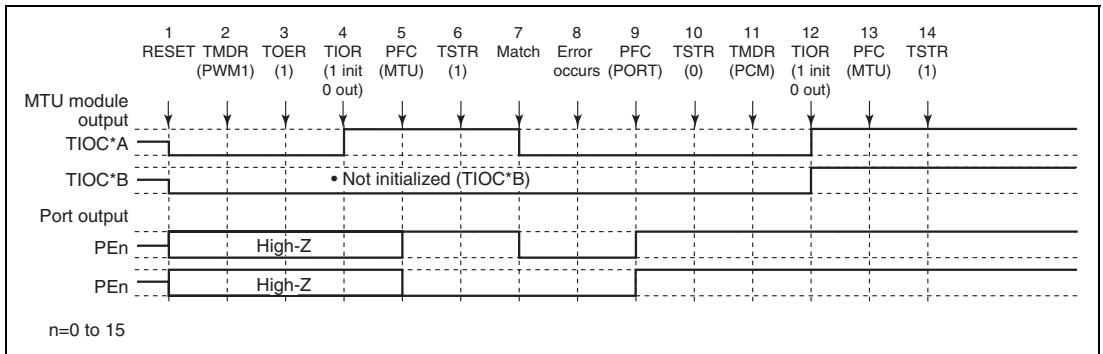 1 2 3 4 5 6 7 8 9 10 11 12 13 14
RESET TMDR TOER TIOR PFC TSTR Match Error PFC TSTR TMDR TIOR PFC TSTR
(PWM1) (1) (1 init (MTU) (1) occurs (PORT) (0) (PCM) (1 init (MTU) (1)
0 out) 0 out)
MTU module
output
TIOC*A
TIOC*B
• Not initialized (TIOC*B)
Port output
PEn
High-Z
PEn
High-Z
n=0 to 15